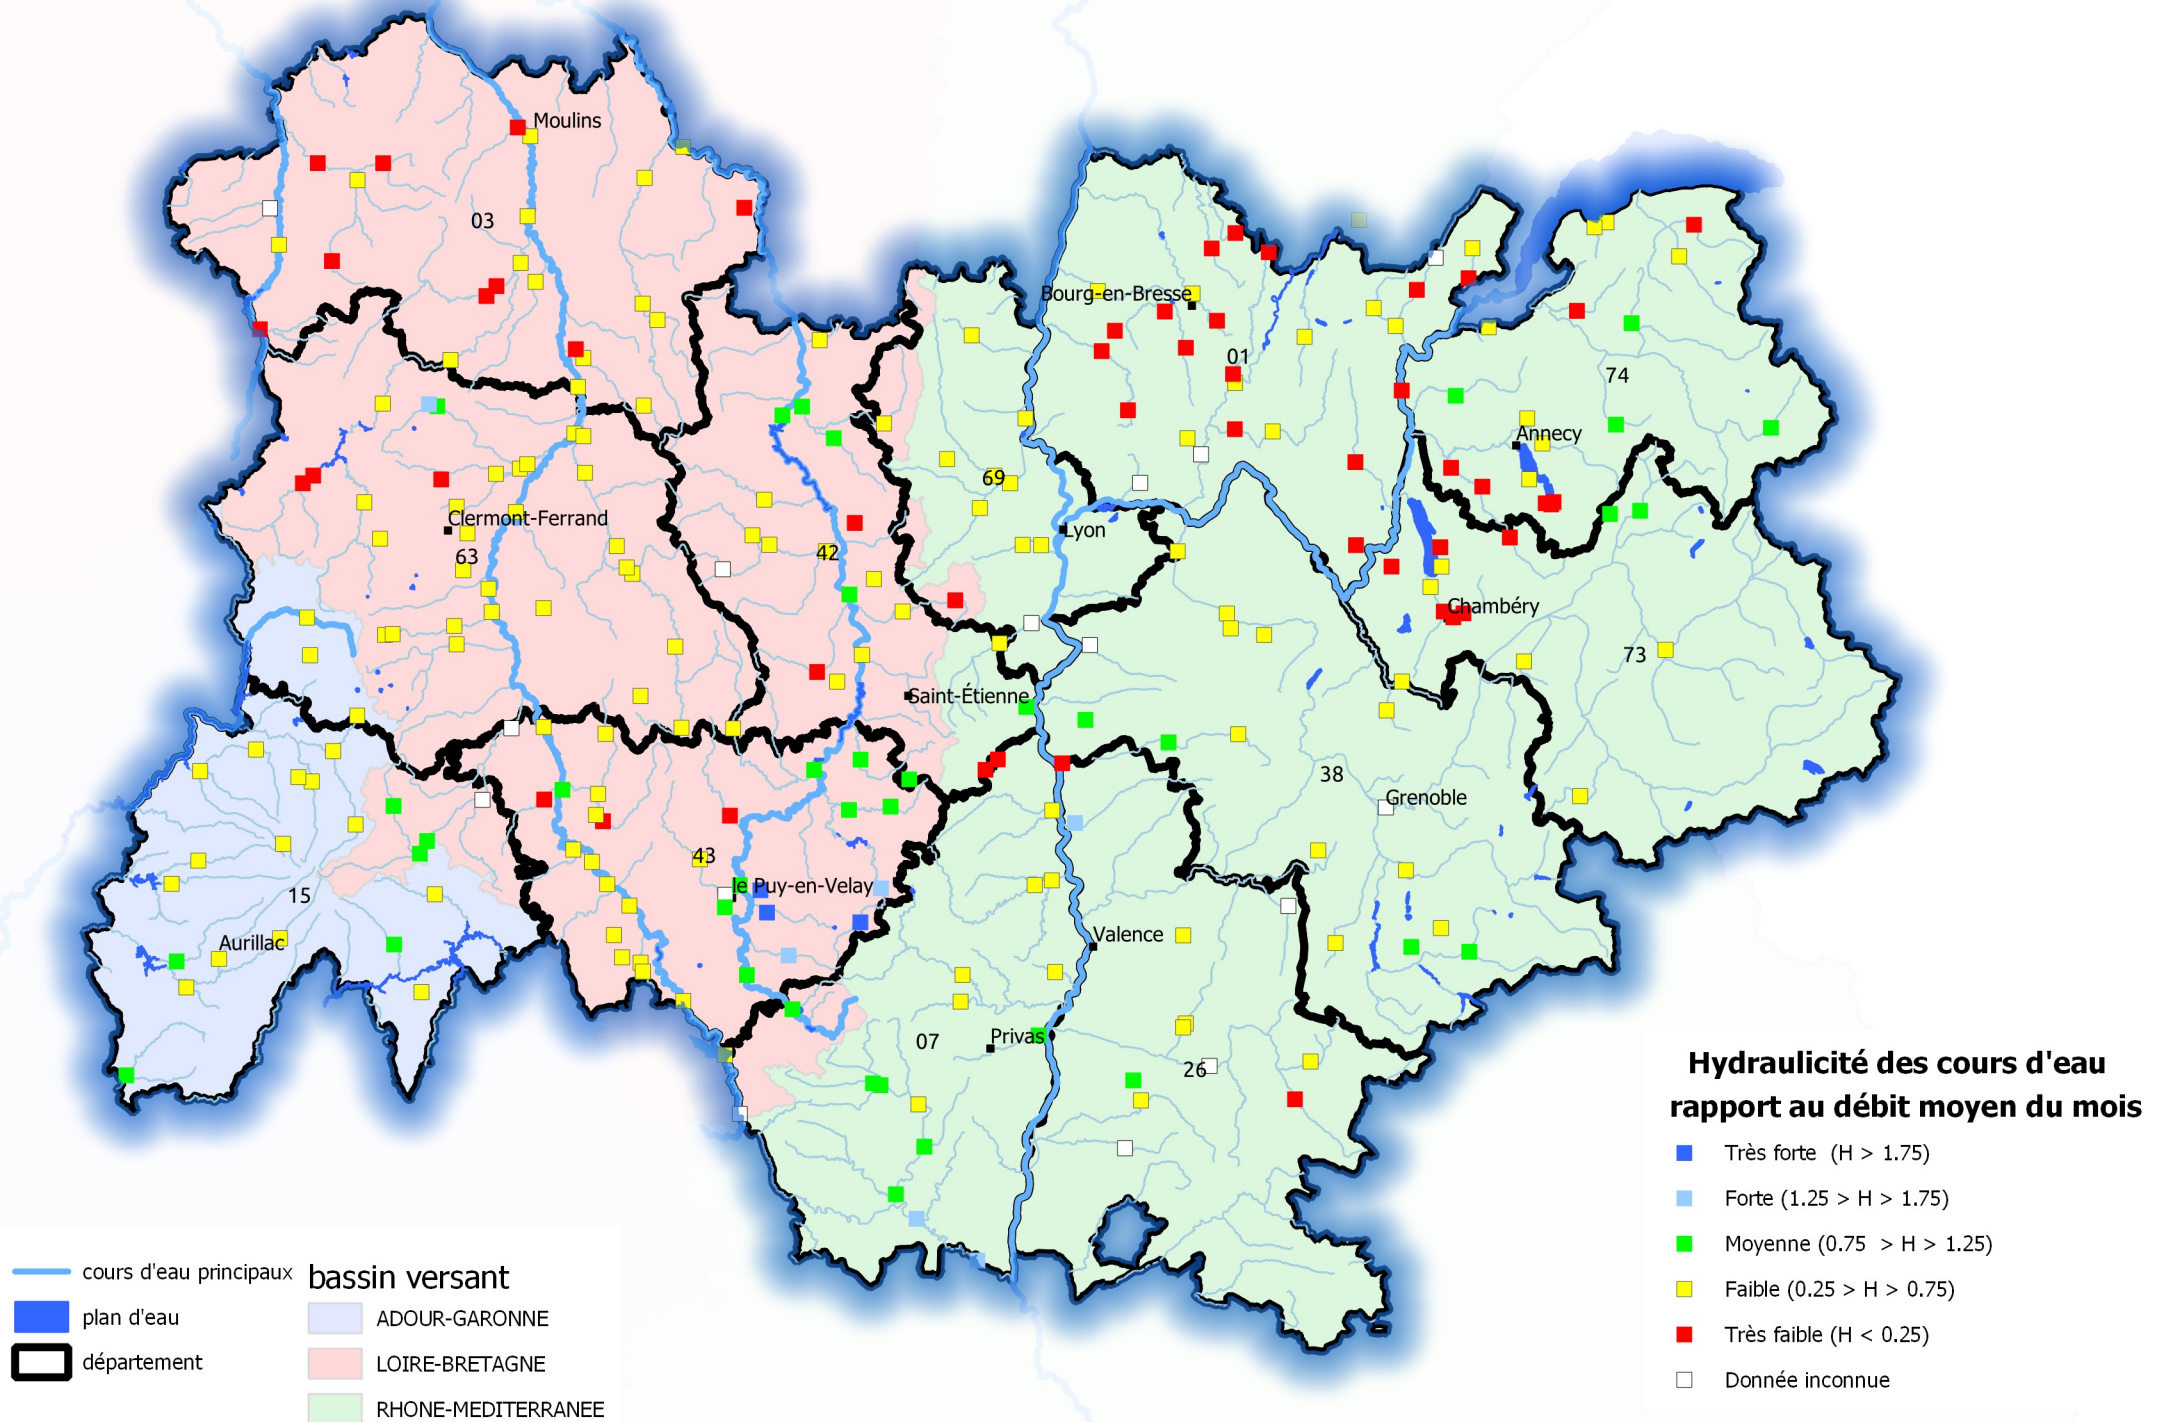 Moulins
03
Bourg-en-Bresse
01
74
Annecy
69
Clermont-Ferrand
Lyon
63
42
Chambéry
73
Saint-Étienne
38
Grenoble
43
le Puy-en-Velay
15
Aurillac
Valence
07
Privas
26
Hydraulicité des cours d'eau
rapport au débit moyen du mois
Très forte (H > 1.75)
Forte (1.25 > H > 1.75)
Moyenne (0.75 > H > 1.25)
Faible (0.25 > H > 0.75)
Très faible (H < 0.25)
Donnée inconnue
cours d'eau principaux
plan d'eau
département
bassin versant
ADOUR-GARONNE
LOIRE-BRETAGNE
RHONE-MEDITERRANEE